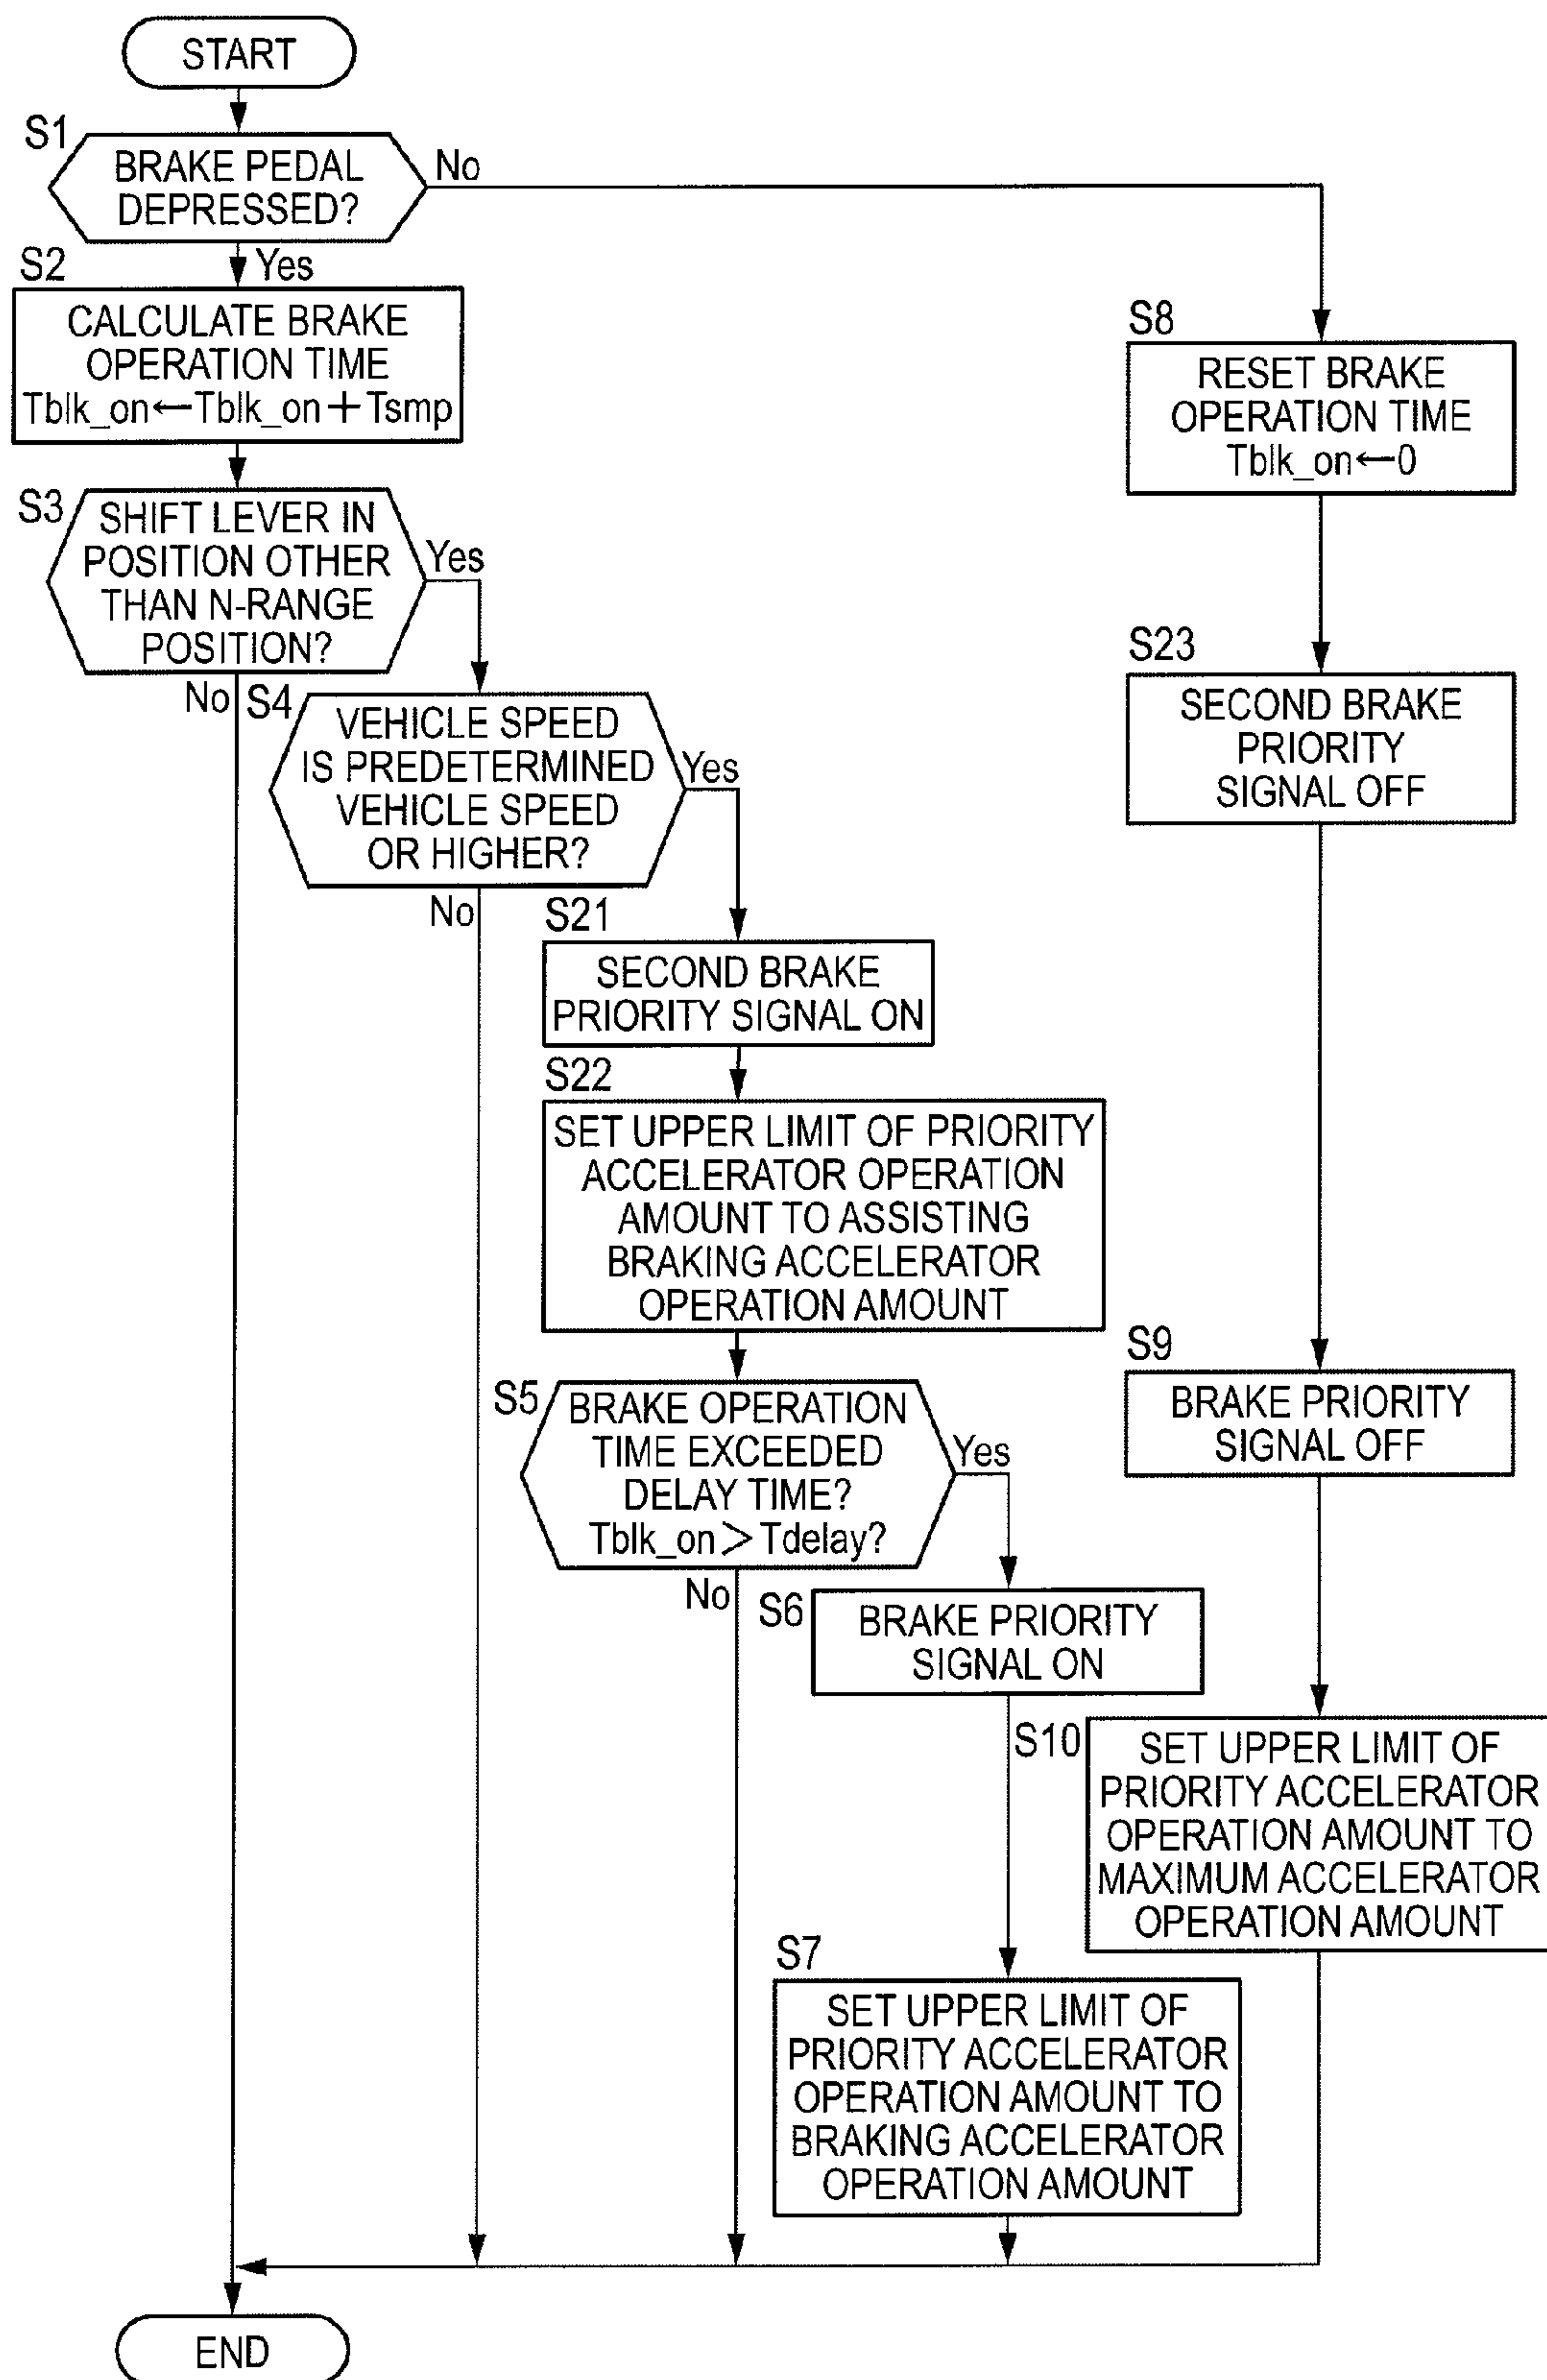 START
S1
BRAKE PEDAL
DEPRESSED?
No
Yes
S2
CALCULATE BRAKE
OPERATION TIME
Tblk_on←Tblk_on+Tsmp
S3
SHIFT LEVER IN
POSITION OTHER
THAN N-RANGE
POSITION?
Yes
No
S4
VEHICLE SPEED
IS PREDETERMINED
VEHICLE SPEED
OR HIGHER?
Yes
No
S21
SECOND BRAKE
PRIORITY SIGNAL ON
S22
SET UPPER LIMIT OF PRIORITY
ACCELERATOR OPERATION
AMOUNT TO ASSISTING
BRAKING ACCELERATOR
OPERATION AMOUNT
S5
BRAKE OPERATION
TIME EXCEEDED
DELAY TIME?
Tblk_on>Tdelay?
Yes
No
S6
BRAKE PRIORITY
SIGNAL ON
S7
SET UPPER LIMIT OF
PRIORITY ACCELERATOR
OPERATION AMOUNT TO
BRAKING ACCELERATOR
OPERATION AMOUNT
S8
RESET BRAKE
OPERATION TIME
Tblk_on←0
S23
SECOND BRAKE
PRIORITY
SIGNAL OFF
S9
BRAKE PRIORITY
SIGNAL OFF
S10
SET UPPER LIMIT OF
PRIORITY ACCELERATOR
OPERATION AMOUNT TO
MAXIMUM ACCELERATOR
OPERATION AMOUNT
END